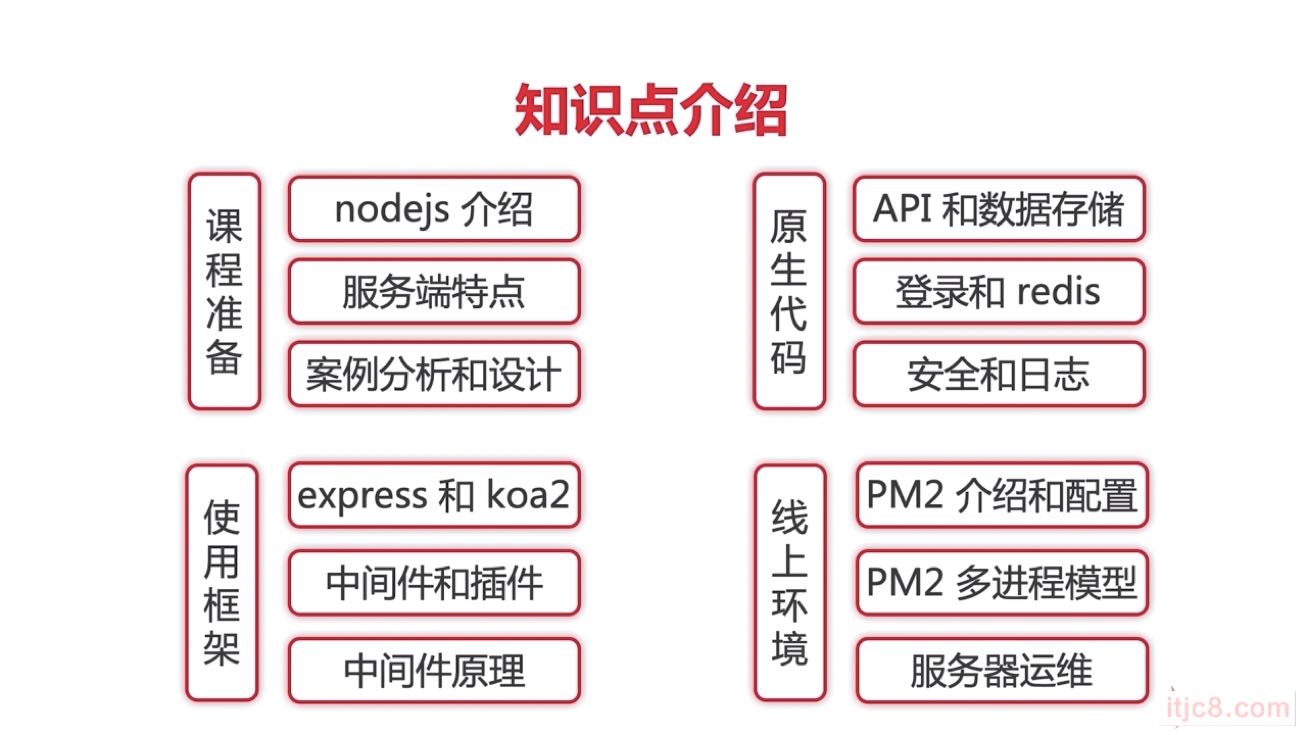 知识点介绍
课程准备
nodejs 介绍
服务端特点
案例分析和设计
原生代码
API 和数据存储
登录和 redis
安全和日志
使用框架
express 和 koa2
中间件和插件
中间件原理
线上环境
PM2 介绍和配置
PM2 多进程模型
服务器运维
itjc8.com